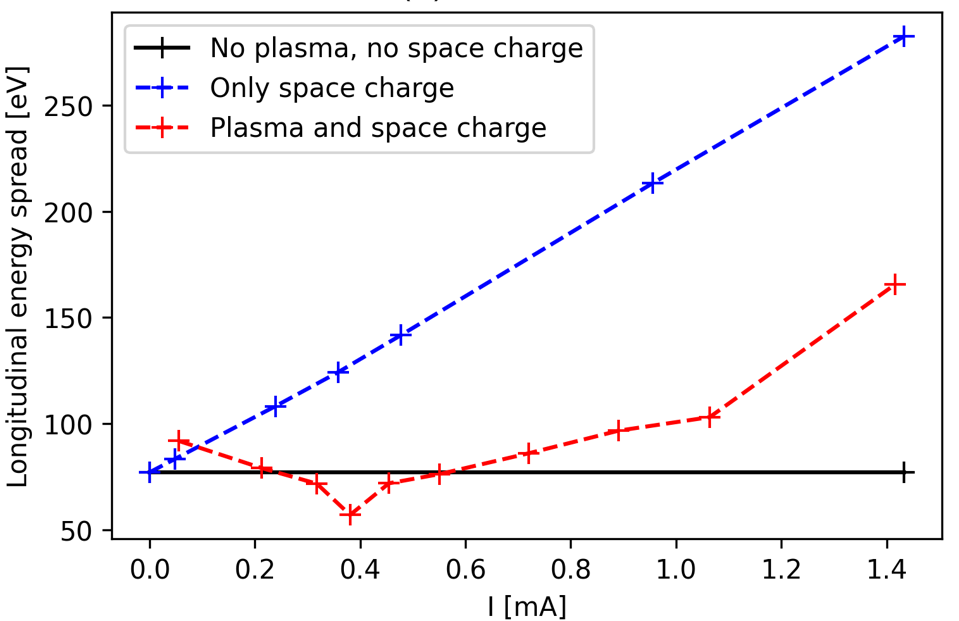 No plasma, no space charge
Only space charge
Plasma and space charge
Longitudinal energy spread [eV]
250
200
150
100
50
0.0 0.2 0.4 0.6 0.8 1.0 1.2 1.4
I [mA]